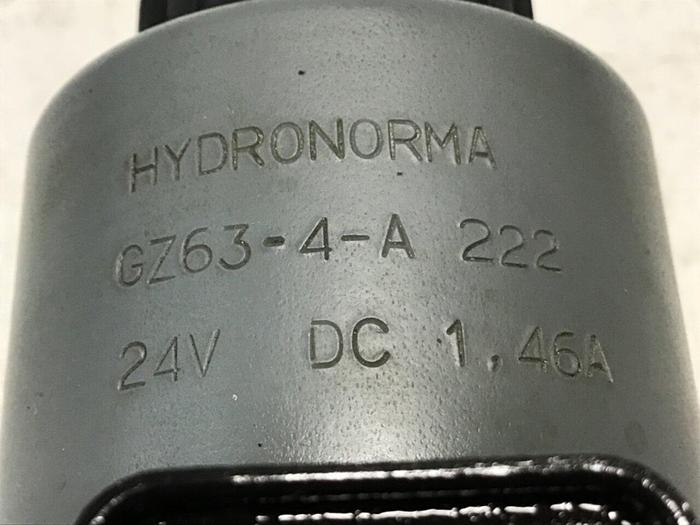 HYDRONORMA
GZ63-4-A 222
24V DC 1,46A